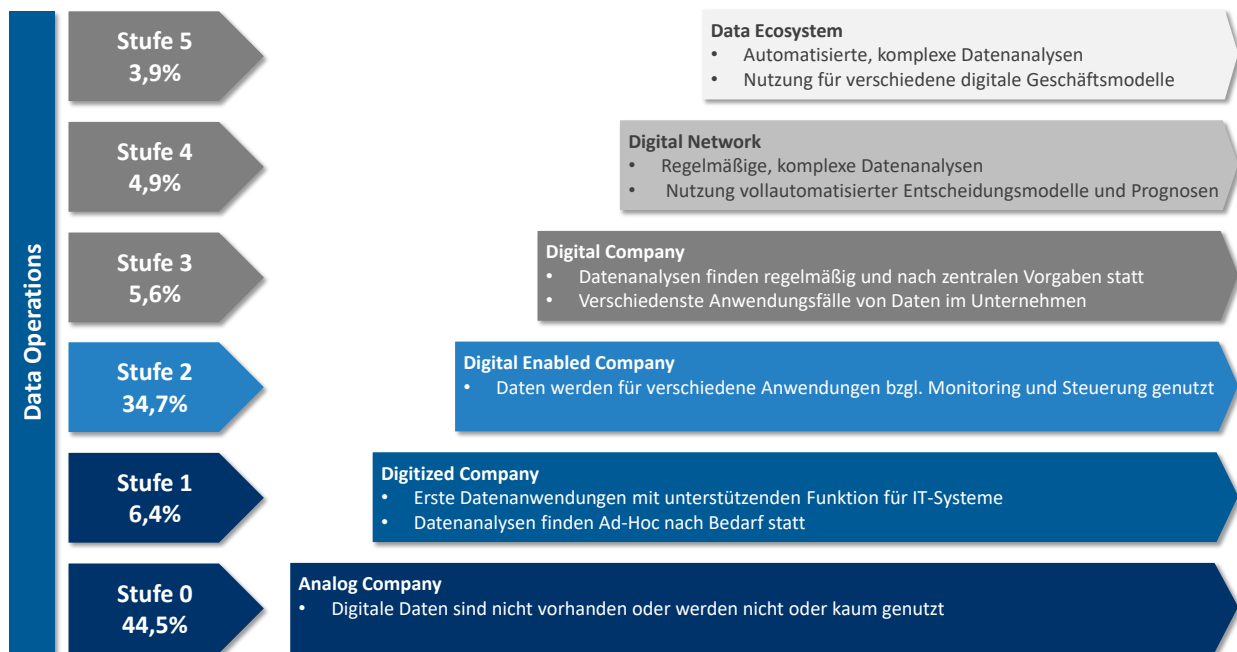 Data Operations
Stufe 5
3,9%
Data Ecosystem
• Automatisierte, komplexe Datenanalysen
• Nutzung für verschiedene digitale Geschäftsmodelle
Stufe 4
4,9%
Digital Network
• Regelmäßige, komplexe Datenanalysen
• Nutzung vollautomatisierter Entscheidungsmodelle und Prognosen
Stufe 3
5,6%
Digital Company
• Datenanalysen finden regelmäßig und nach zentralen Vorgaben statt
• Verschiedenste Anwendungsfälle von Daten im Unternehmen
Stufe 2
34,7%
Digital Enabled Company
• Daten werden für verschiedene Anwendungen bzgl. Monitoring und Steuerung genutzt
Stufe 1
6,4%
Digitized Company
• Erste Datenanwendungen mit unterstützenden Funktion für IT-Systeme
• Datenanalysen finden Ad-Hoc nach Bedarf statt
Stufe 0
44,5%
Analog Company
• Digitale Daten sind nicht vorhanden oder werden nicht oder kaum genutzt